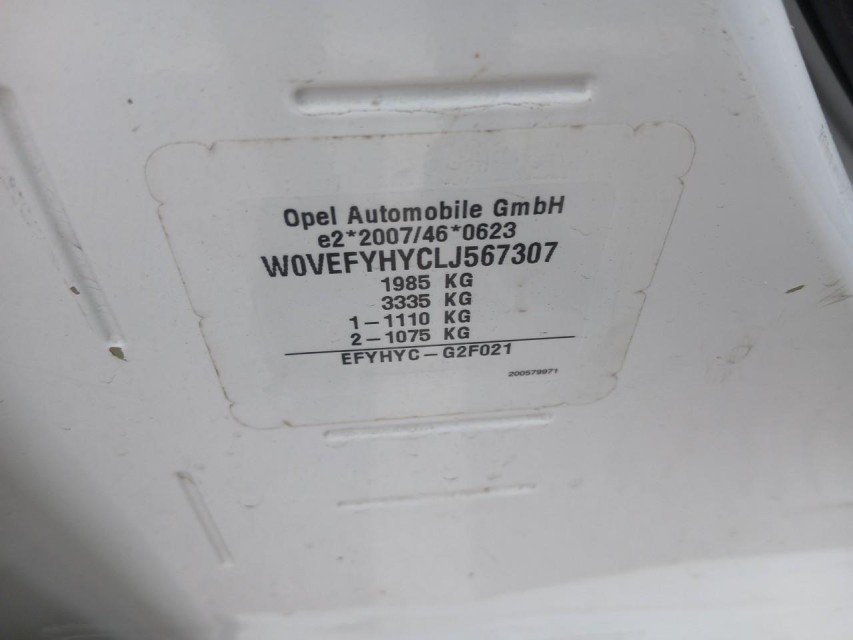 Opel Automobile GmbH
e2*2007/46*0623
W0VEFYHYCLJ567307
1985 KG
3335 KG
1-1110 KG
2-1075 KG
EFYHYC-G2F021
200579971